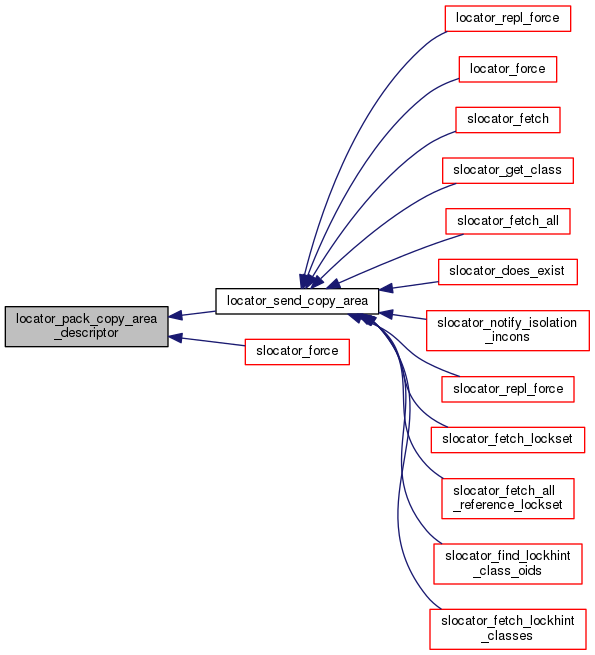 locator_repl_force
locator_force
slocator_fetch
slocator_get_class
slocator_fetch_all
slocator_does_exist
locator_send_copy_area
locator_pack_copy_area
_descriptor
slocator_notify_isolation
_incons
slocator_force
slocator_repl_force
slocator_fetch_lockset
slocator_fetch_all
_reference_lockset
slocator_find_lockhint
_class_oids
slocator_fetch_lockhint
_classes